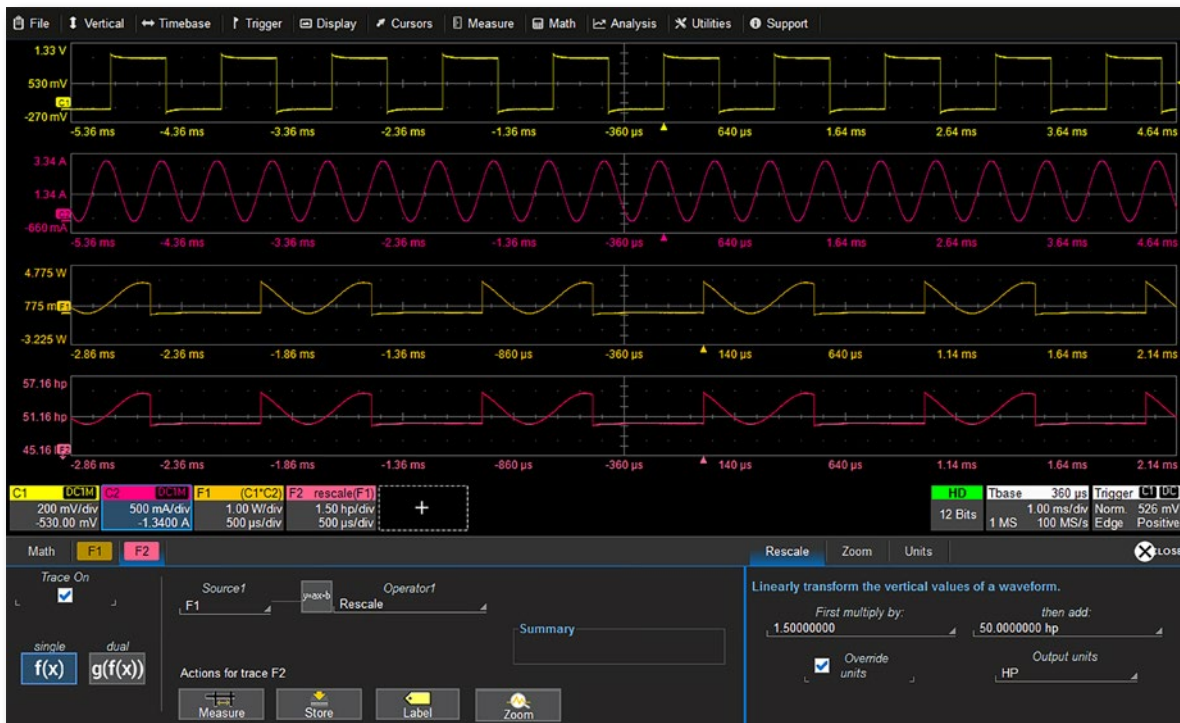 File Vertical Timebase Trigger Display Cursors Measure Math Analysis Utilities Support
1.33 V
530 mV
C1
-270 mV
-5.36 ms -4.36 ms -3.36 ms -2.36 ms -1.36 ms -360 µs 640 µs 1.64 ms 2.64 ms 3.64 ms 4.64 ms
3.34 A
1.34 A
C2
-660 mA
-5.36 ms -4.36 ms -3.36 ms -2.36 ms -1.36 ms -360 µs 640 µs 1.64 ms 2.64 ms 3.64 ms 4.64 ms
4.775 W
775 m F1
-3.225 W
-2.86 ms -2.36 ms -1.86 ms -1.36 ms -860 µs -360 µs 140 µs 640 µs 1.14 ms 1.64 ms 2.14 ms
57.16 hp
51.16 hp
45.16 F2
-2.86 ms -2.36 ms -1.86 ms -1.36 ms -860 µs -360 µs 140 µs 640 µs 1.14 ms 1.64 ms 2.14 ms
C1 DC1M C2 DC1M F1 (C1*C2) F2 rescale(F1) HD Tbase 360 µs Trigger C1 DC
200 mV/div 500 mA/div 1.00 W/div 1.50 hp/div + 12 Bits 1.00 ms/div Norm. 526 mV
-530.00 mV -1.3400 A 500 µs/div 500 µs/div 1 MS 100 MS/s Edge Positive
Math F1 F2 Rescale Zoom Units CLOSE
Trace On
Source1 Operator1
F1 y=ax+b Rescale
single dual
f(x) g(f(x))
Summary
Actions for trace F2
Measure Store Label Zoom
Linearly transform the vertical values of a waveform.
First multiply by: then add:
1.50000000 50.0000000 hp
Override units Output units
HP